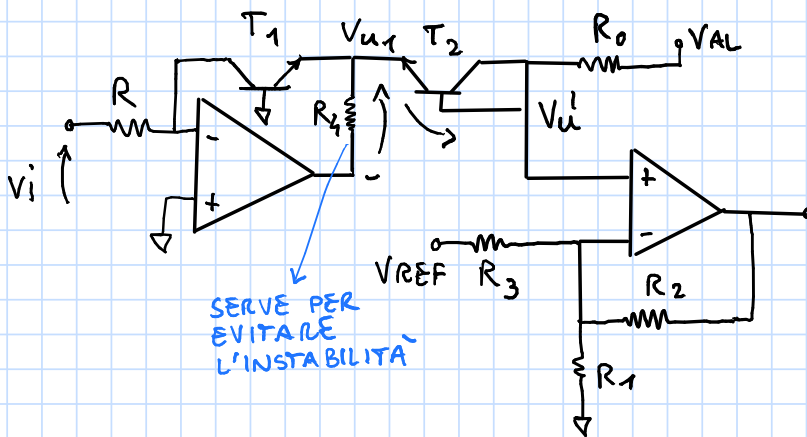 T1
Vu1
T2
R0
VAL
R
R4
Vu'
Vi
-
+
-
+
-
VREF
R3
R2
R1
SERVE PER
EVITARE
L'INSTABILITÀ